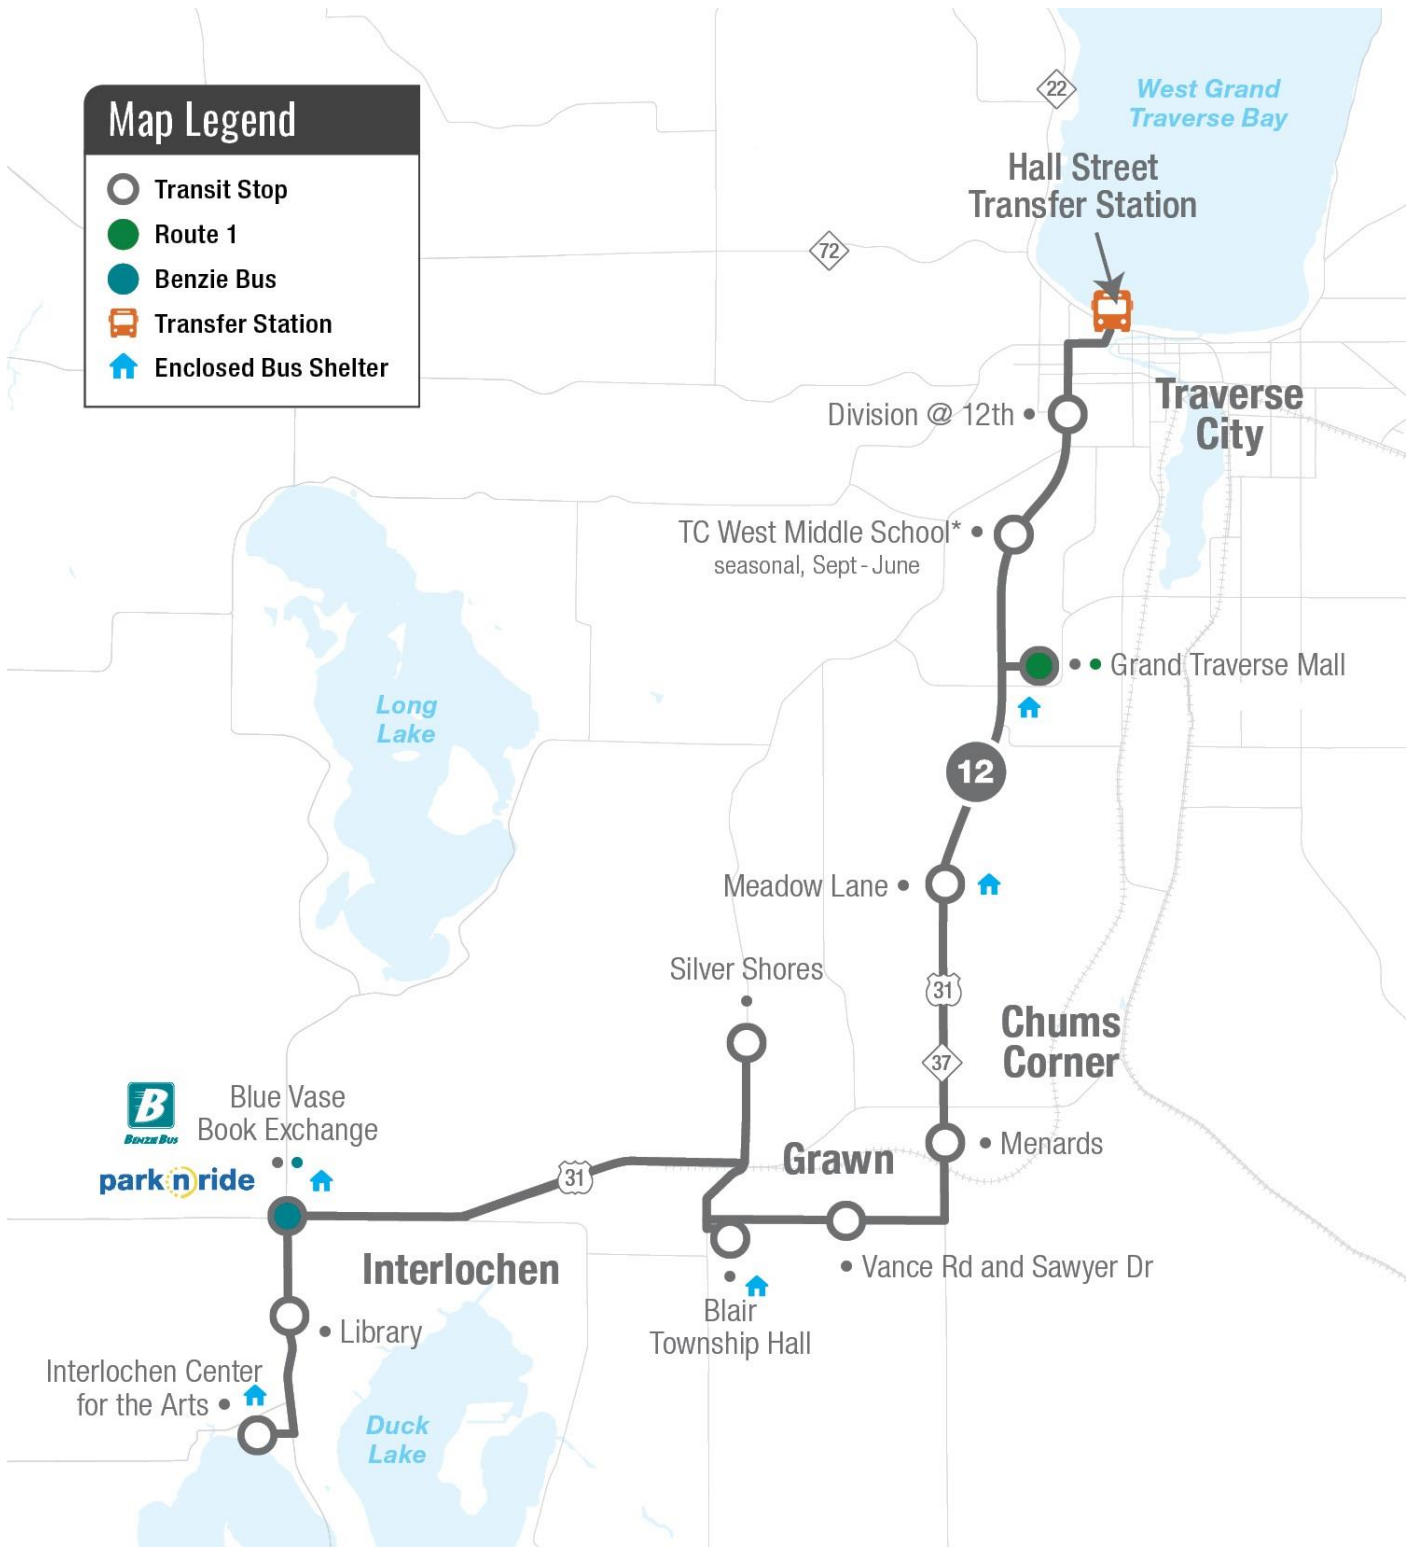 Map Legend
Transit Stop
Route 1
Benzie Bus
Transfer Station
Enclosed Bus Shelter
22
West Grand
Traverse Bay
Hall Street
Transfer Station
72
Traverse
City
Division @ 12th
TC West Middle School*
seasonal, Sept - June
Grand Traverse Mall
Long
Lake
12
Meadow Lane
Silver Shores
31
Chums
Corner
37
B
BENZIE BUS
Blue Vase
Book Exchange
park n ride
Menards
Grawn
31
Interlochen
Vance Rd and Sawyer Dr
Blair
Township Hall
Library
Interlochen Center
for the Arts
Duck
Lake